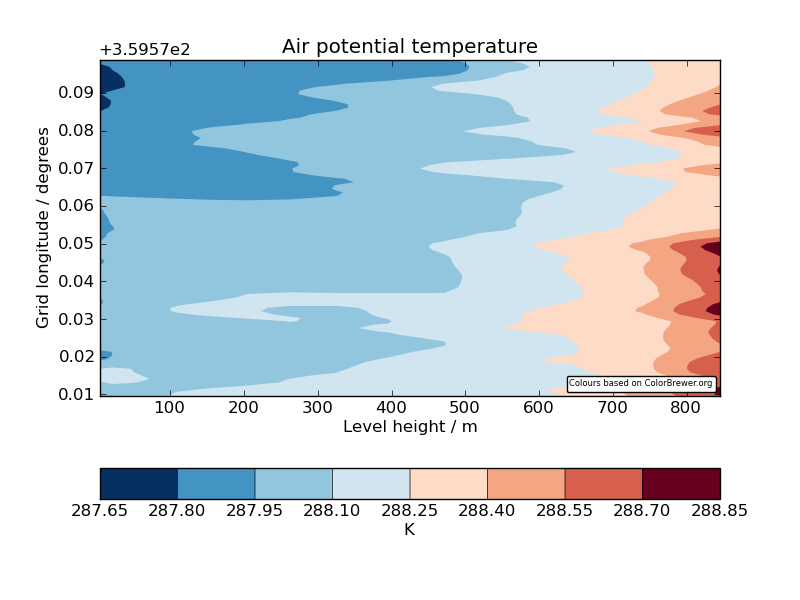 Air potential temperature
+3.5957e2
0.09
0.08
0.07
0.06
0.05
0.04
0.03
0.02
0.01
Grid longitude / degrees
Colours based on ColorBrewer.org
100 200 300 400 500 600 700 800
Level height / m
287.65 287.80 287.95 288.10 288.25 288.40 288.55 288.70 288.85
K